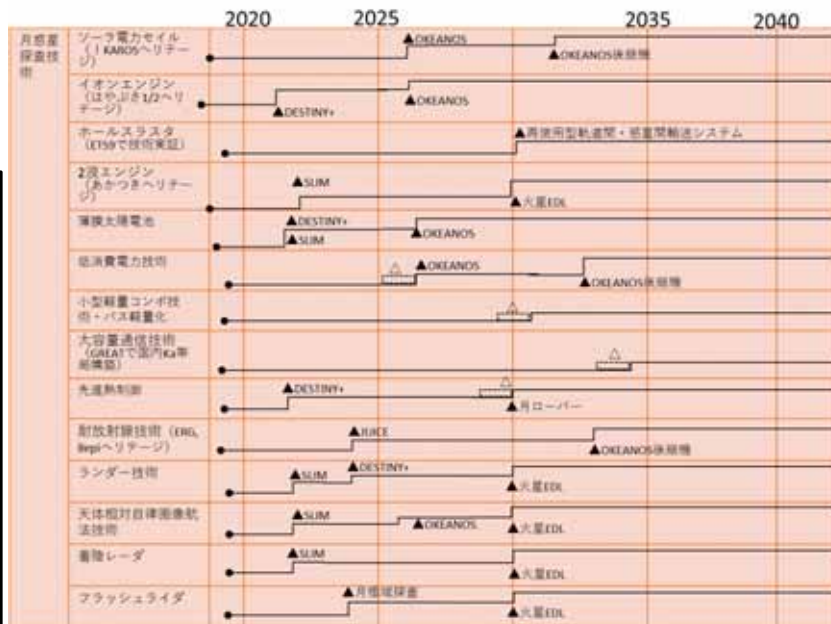 2020 2025 2035 2040
月惑星
探査技
術
ソーラ電力セイル
(IKAROSヘリテー
ジ)
▲OKEANOS
▲OKEANOS後継機
イオンエンジン
(はやぶさ1/2ヘリ
テージ)
▲DESTINY+
▲OKEANOS
ホールスラスタ
(ETS9で技術実証)
▲再使用型軌道間・惑星間輸送システム
2液エンジン
(あかつきヘリテー
ジ)
▲SLIM
▲火星EDL
薄膜太陽電池
▲DESTINY+
▲SLIM
▲OKEANOS
低消費電力技術
△
▲OKEANOS
▲OKEANOS後継機
小型軽量コンポ技
術・バス軽量化
△
大容量通信技術
(GREATで国内Ka帯
局構築)
△
先進熱制御
▲DESTINY+
△
▲月ローバー
耐放射線技術(ERG,
Bepiヘリテージ)
▲JUICE
▲OKEANOS後継機
ランダー技術
▲SLIM
▲DESTINY+
▲火星EDL
天体相対自律画像航
法技術
▲SLIM
▲OKEANOS
▲火星EDL
着陸レーダ
▲SLIM
▲火星EDL
フラッシュライダ
▲月極域探査
▲火星EDL